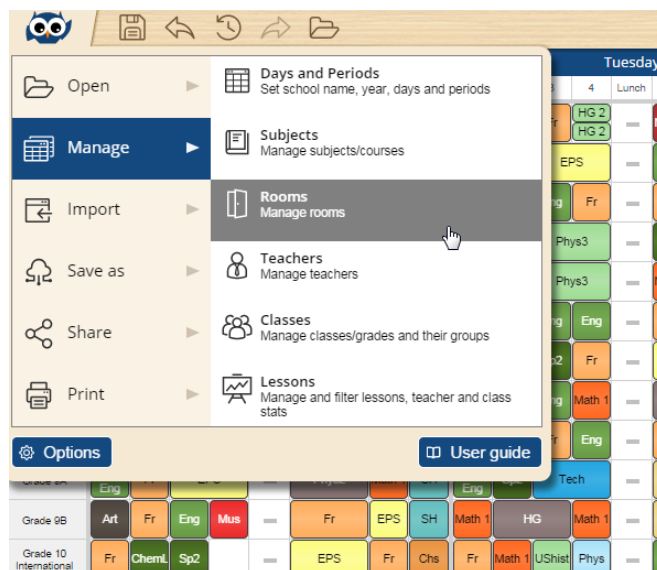 Tuesday
4
Lunch
Open
Days and Periods
Set school name, year, days and periods
HG 2
HG 2
Manage
Subjects
Manage subjects/courses
EPS
Import
Rooms
Manage rooms
Fr
Save as
Teachers
Manage teachers
Phys3
Phys3
Share
Classes
Manage classes/grades and their groups
Eng
Fr
Print
Lessons
Manage and filter lessons, teacher and class
stats
Math 1
Options
User guide
Eng
Eng
Eng
Tech
Grade 9B
Art
Fr
Eng
Mus
Fr
EPS
SH
Math 1
HG
Math 1
Grade 10
International
Fr
ChemL
Sp2
EPS
Fr
Chs
Fr
Math 1
UShist
Phys